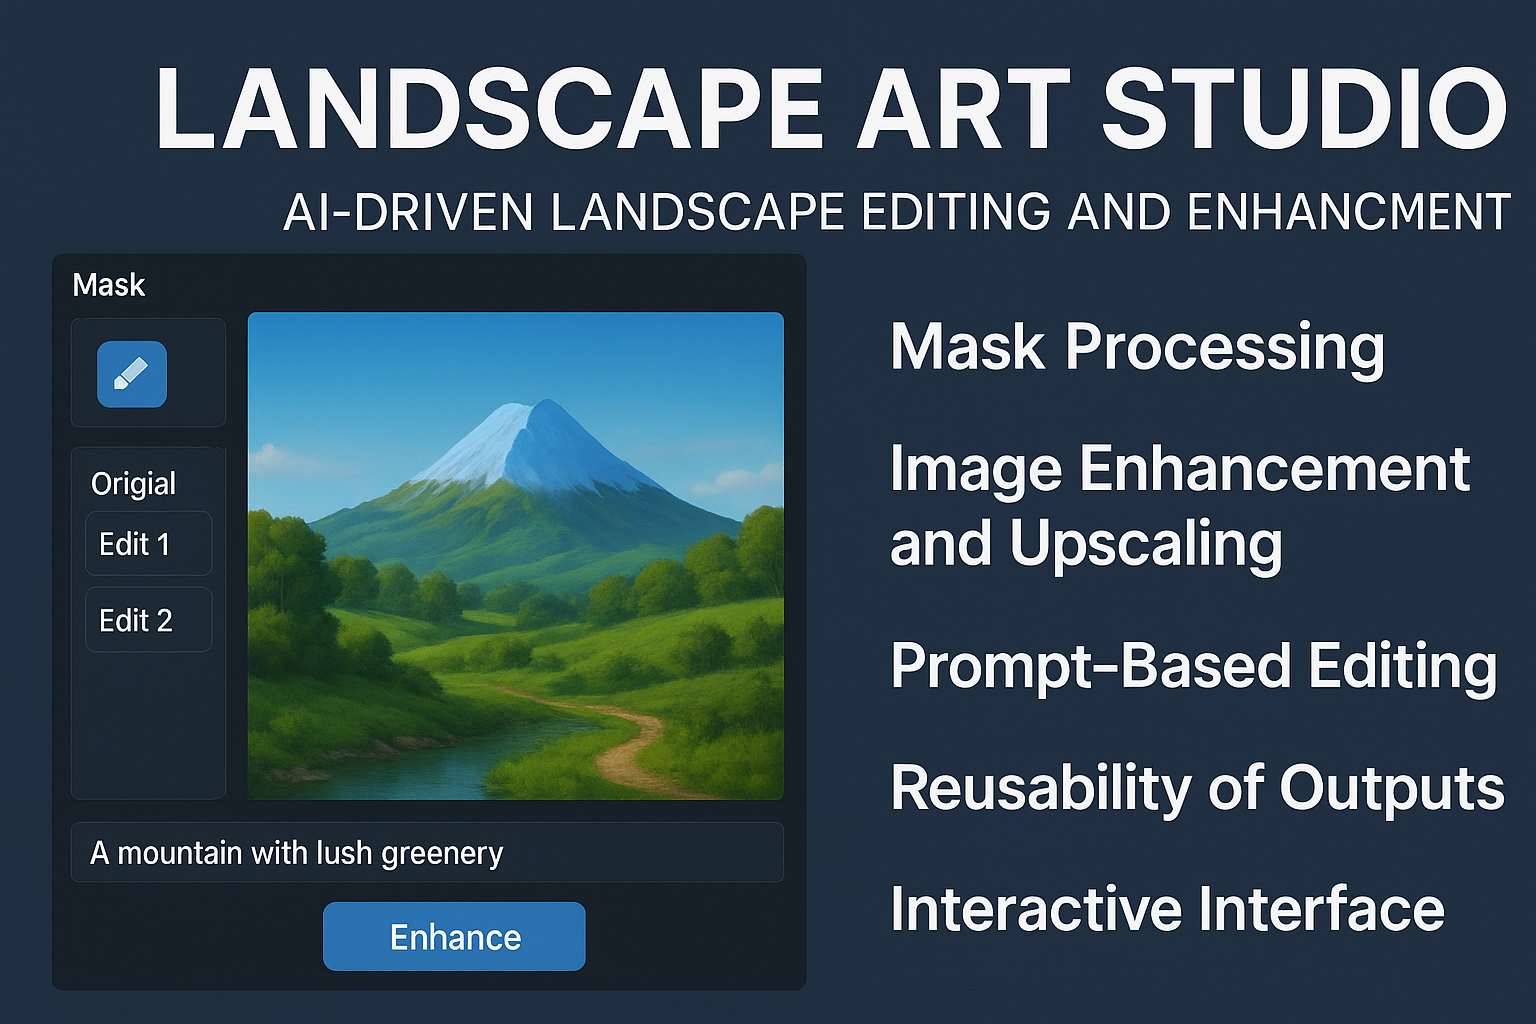 LANDSCAPE ART STUDIO
AI-DRIVEN LANDSCAPE EDITING AND ENHANCMENT
Mask
Origial
Edit 1
Edit 2
A mountain with lush greenery
Enhance
Mask Processing
Image Enhancement
and Upscaling
Prompt-Based Editing
Reusability of Outputs
Interactive Interface